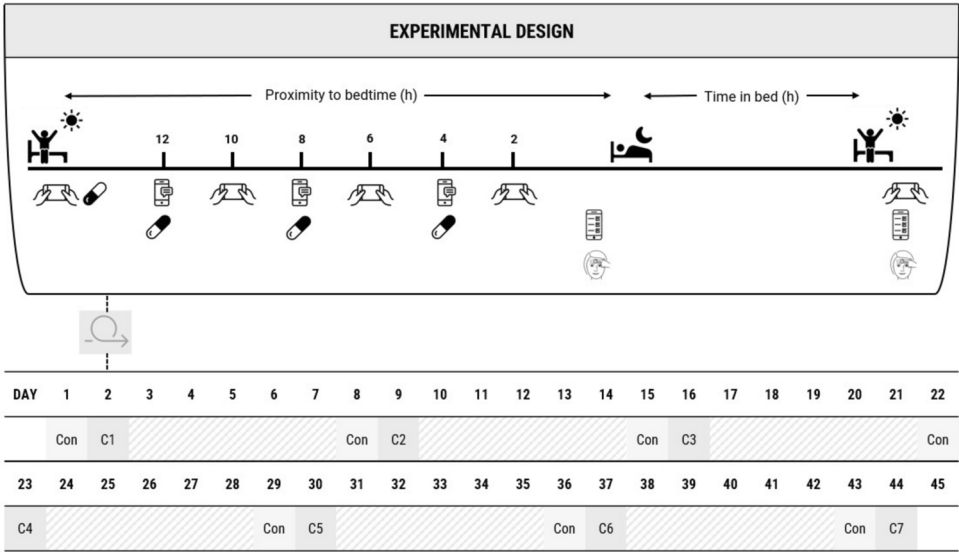 EXPERIMENTAL DESIGN
Proximity to bedtime (h) Time in bed (h)
12 10 8 6 4 2
DAY 1 2 3 4 5 6 7 8 9 10 11 12 13 14 15 16 17 18 19 20 21 22
Con C1 Con C2 Con C3 Con
23 24 25 26 27 28 29 30 31 32 33 34 35 36 37 38 39 40 41 42 43 44 45
C4 Con C5 Con C6 Con C7